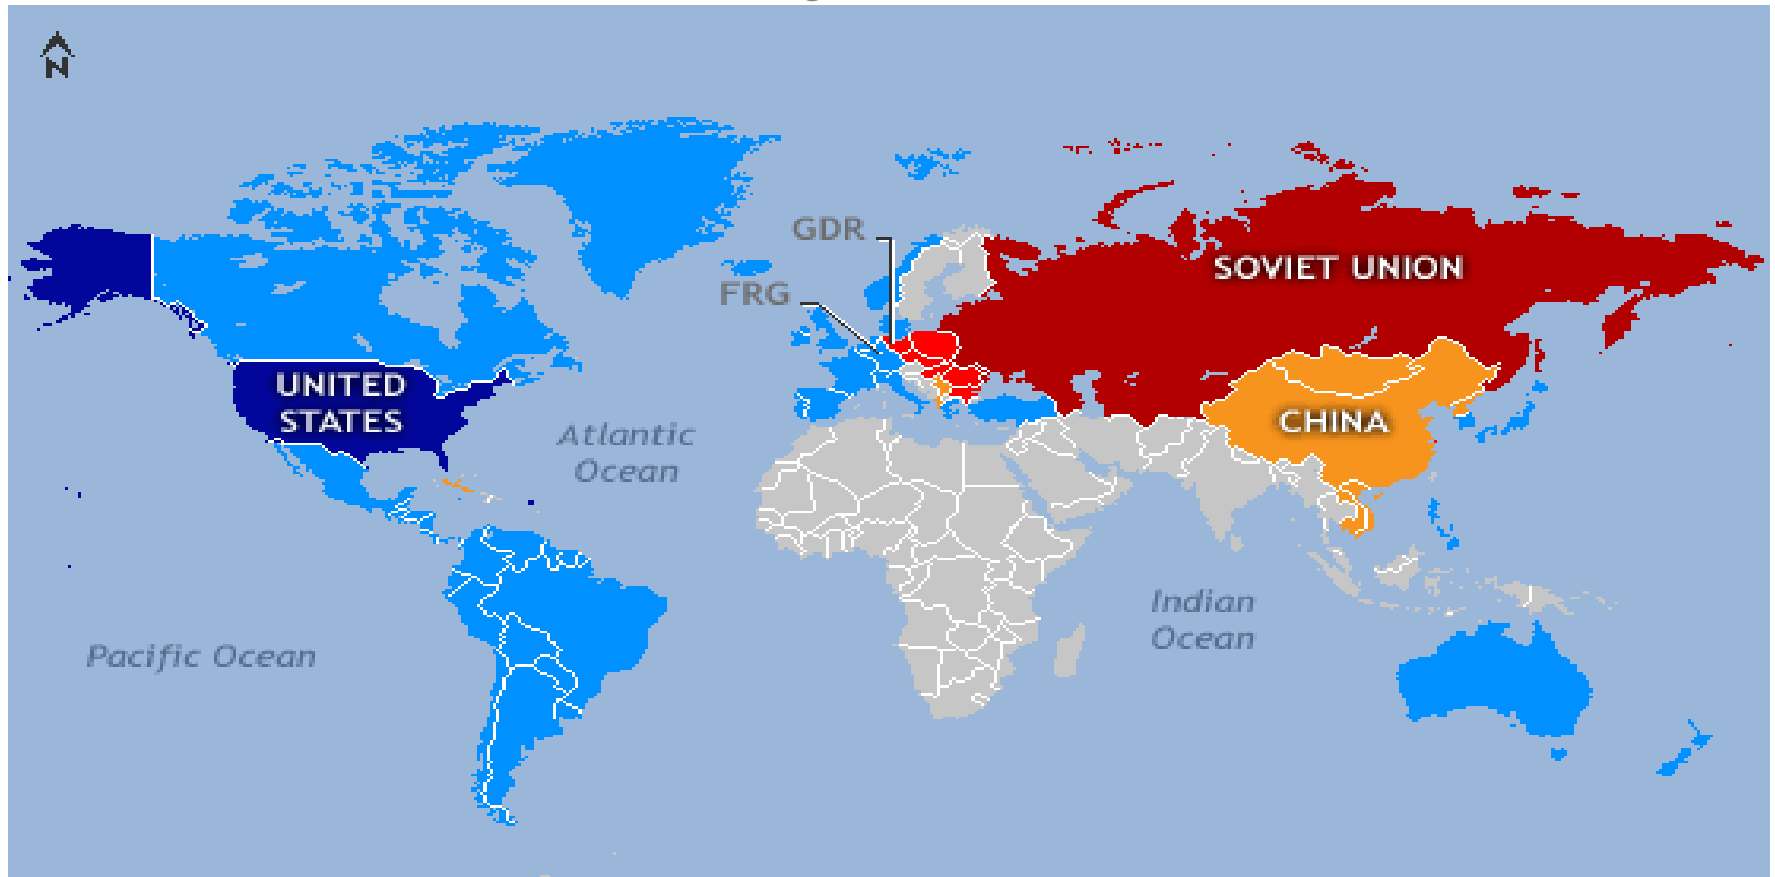 N
GDR
FRG
SOVIET UNION
UNITED
STATES
CHINA
Atlantic
Ocean
Indian
Ocean
Pacific Ocean